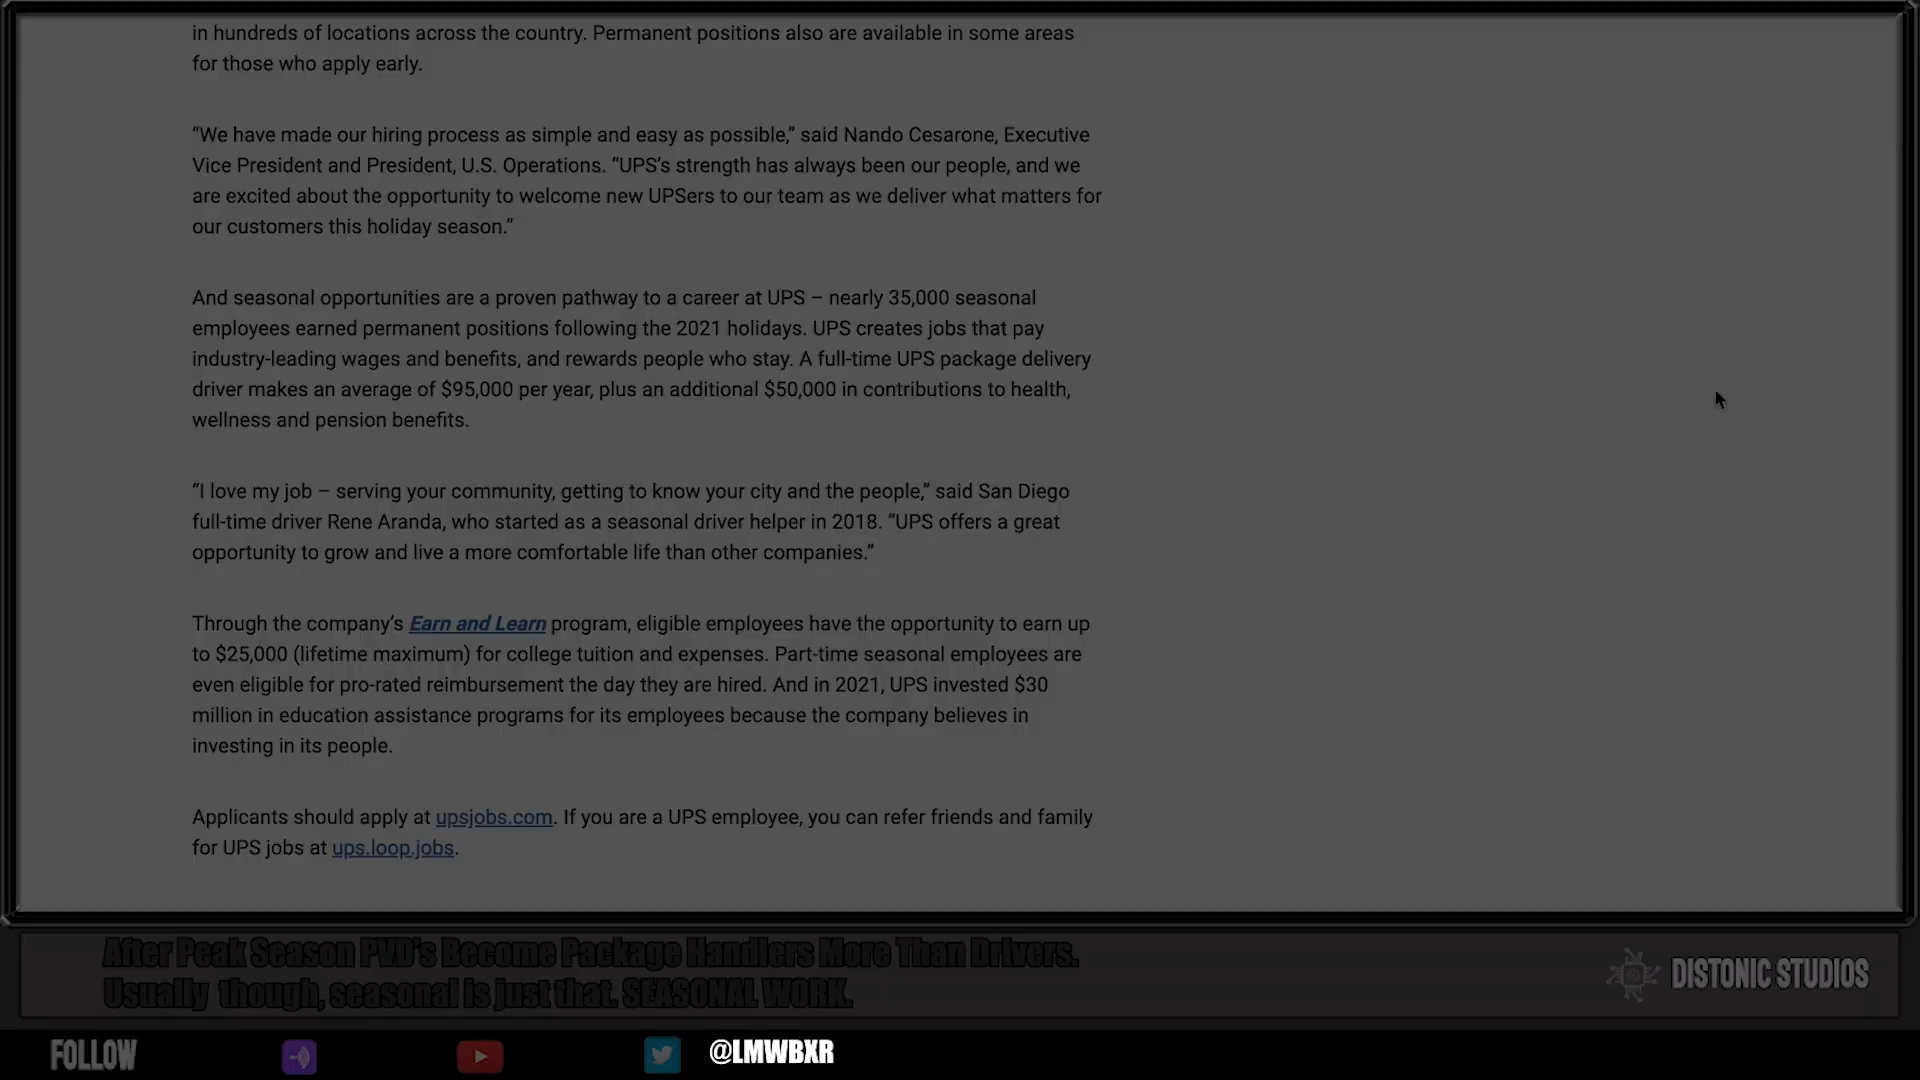 in hundreds of locations across the country. Permanent positions also are available in some areas
for those who apply early.
“We have made our hiring process as simple and easy as possible,” said Nando Cesarone, Executive
Vice President and President, U.S. Operations. “UPS’s strength has always been our people, and we
are excited about the opportunity to welcome new UPSers to our team as we deliver what matters for
our customers this holiday season.”
And seasonal opportunities are a proven pathway to a career at UPS – nearly 35,000 seasonal
employees earned permanent positions following the 2021 holidays. UPS creates jobs that pay
industry-leading wages and benefits, and rewards people who stay. A full-time UPS package delivery
driver makes an average of $95,000 per year, plus an additional $50,000 in contributions to health,
wellness and pension benefits.
“I love my job – serving your community, getting to know your city and the people,” said San Diego
full-time driver Rene Aranda, who started as a seasonal driver helper in 2018. “UPS offers a great
opportunity to grow and live a more comfortable life than other companies.”
Through the company’s Earn and Learn program, eligible employees have the opportunity to earn up
to $25,000 (lifetime maximum) for college tuition and expenses. Part-time seasonal employees are
even eligible for pro-rated reimbursement the day they are hired. And in 2021, UPS invested $30
million in education assistance programs for its employees because the company believes in
investing in its people.
Applicants should apply at upsjobs.com. If you are a UPS employee, you can refer friends and family
for UPS jobs at ups.loop.jobs.
After Peak Season PVD's Become Package Handlers More Than Drivers.
Usually though, seasonal is just that. SEASONAL WORK.
DISTONIC STUDIOS
FOLLOW
@LMWBXR